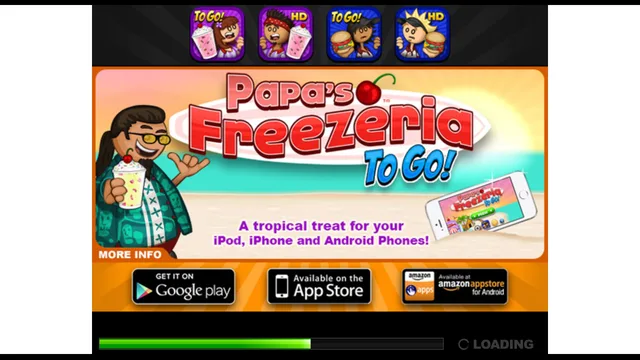 TO GO! HD TO GO! HD
PAPA'S
Freezeria
TO GO!
A tropical treat for your
iPod, iPhone and Android Phones!
MORE INFO
GET IT ON
Google play
Available on the
App Store
amazon
apps
Available at
amazon appstore
for Android
LOADING